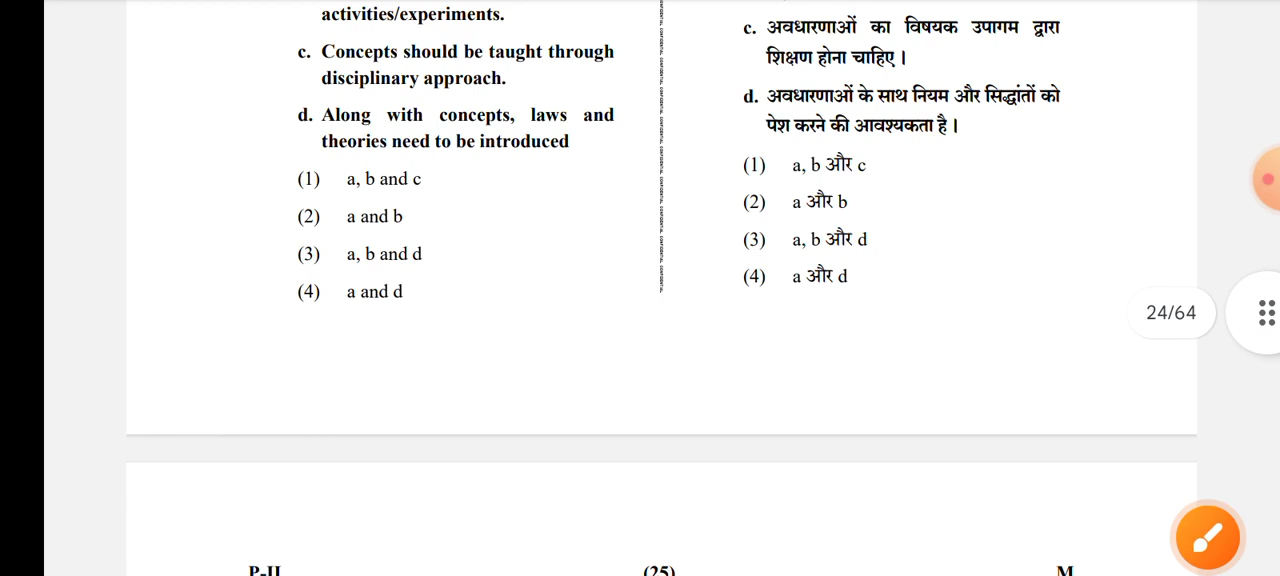 activities/experiments.
c. Concepts should be taught through
disciplinary approach.
d. Along with concepts, laws and
theories need to be introduced
(1) a, b and c
(2) a and b
(3) a, b and d
(4) a and d
c. अवधारणाओं का विषयक उपागम द्वारा
शिक्षण होना चाहिए ।
d. अवधारणाओं के साथ नियम और सिद्धांतों को
पेश करने की आवश्यकता है ।
(1) a, b और c
(2) a और b
(3) a, b और d
(4) a और d
24/64
P-II (25) M